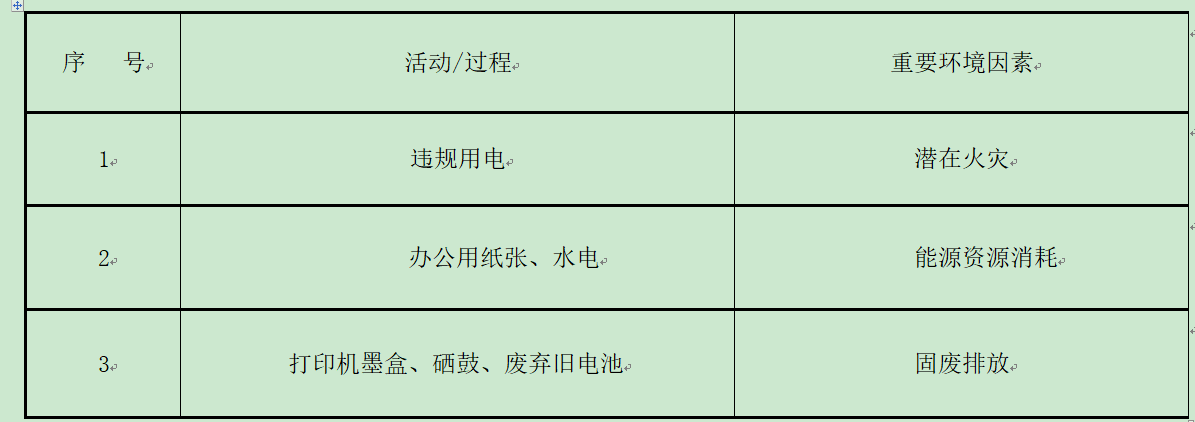 序 号 活动/过程 重要环境因素
1 违规用电 潜在火灾
2 办公用纸张、水电 能源资源消耗
3 打印机墨盒、硒鼓、废弃旧电池 固废排放